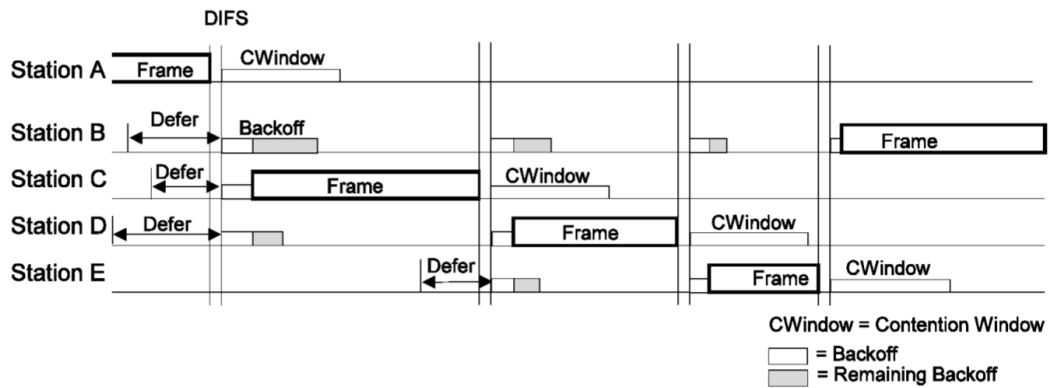 DIFS
Station A Frame CWindow
Station B Defer Backoff Frame
Station C Defer Frame CWindow
Station D Defer Frame CWindow
Station E Defer Frame CWindow
CWindow = Contention Window
= Backoff
= Remaining Backoff